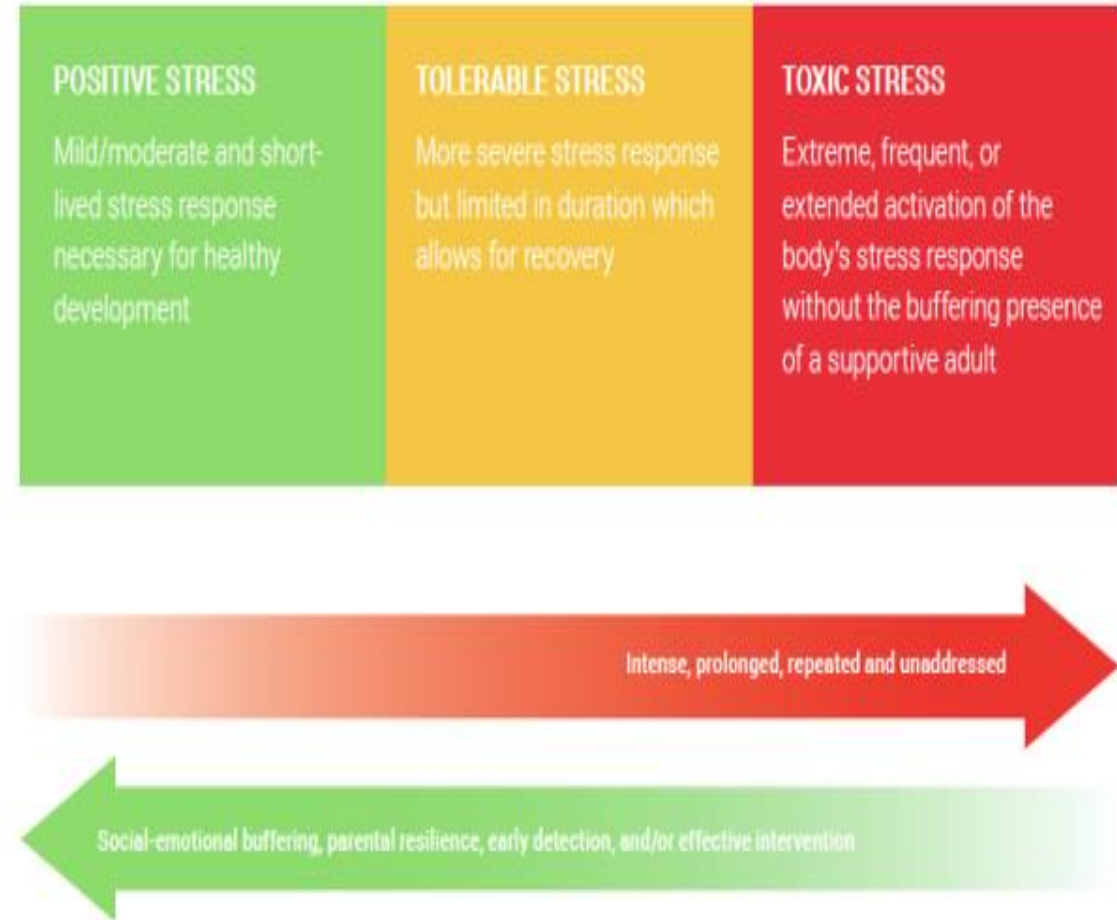 POSITIVE STRESS
Mild/moderate and short-
lived stress response
necessary for healthy
development
TOLERABLE STRESS
More severe stress response
but limited in duration which
allows for recovery
TOXIC STRESS
Extreme, frequent, or
extended activation of the
body's stress response
without the buffering presence
of a supportive adult
Intense, prolonged, repeated and unaddressed
Social-emotional buffering, parental resilience, early detection, and/or effective intervention